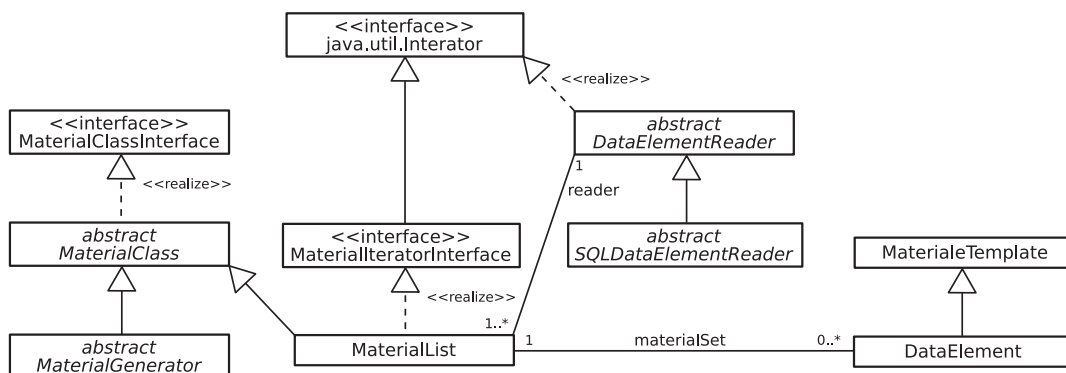 <<interface>>
java.util.Interator
<<realize>>
<<interface>>
MaterialClassInterface
abstract
DataElementReader
1
<<realize>>
reader
abstract
MaterialClass
<<interface>>
MaterialIteratorInterface
abstract
SQLDataElementReader
MaterialeTemplate
<<realize>>
1..*
abstract
MaterialGenerator
MaterialList
1
materialSet
0..*
DataElement